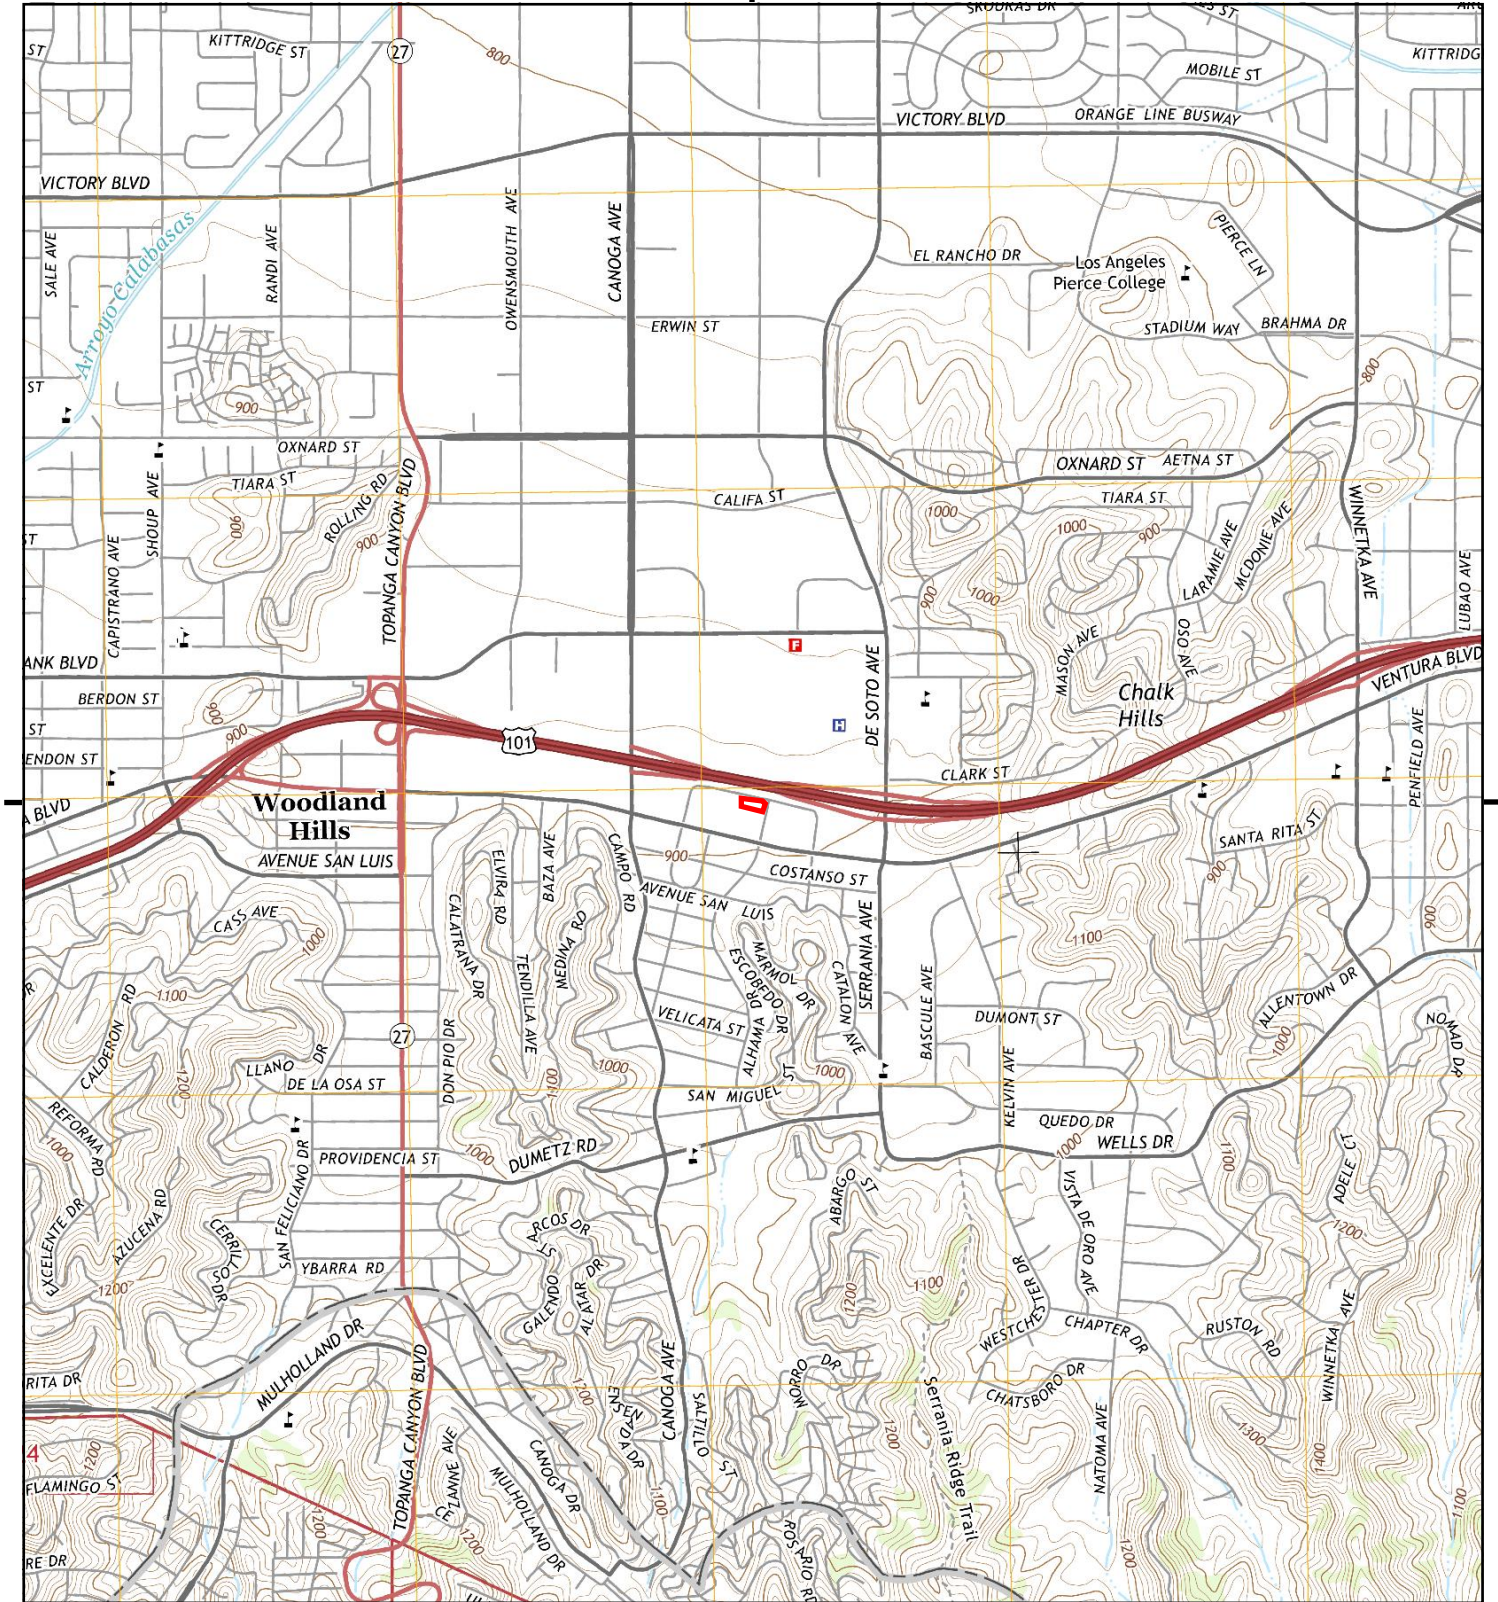 SKOURAS DR
KITTRIDGE ST
ST
27
800
MOBILE ST
KITTRIDG
VICTORY BLVD
ORANGE LINE BUSWAY
VICTORY BLVD
Arroyo Calabasas
SALE AVE
RANDI AVE
OWENSMOUTH AVE
CANOGA AVE
PIERCE LN
EL RANCHO DR
Los Angeles
Pierce College
ERWIN ST
STADIUM WAY
BRAHMA DR
ST
800
900
OXNARD ST
TIARA ST
ROLLING RD
TOPANGA CANYON BLVD
SHOUP AVE
CALIFA ST
OXNARD ST
AETNA ST
TIARA ST
1000
1000
900
900
900
LARAMIE AVE
MCDONIE AVE
WINNETKA AVE
ST
CAPISTRANO AVE
900
1000
LUBAO AVE
MASON AVE
OSO AVE
F
ANK BLVD
DE SOTO AVE
VENTURA BLVD
BERDON ST
Chalk
Hills
900
900
ST
H
101
PENFIELD AVE
ENDON ST
CLARK ST
Woodland
Hills
A BLVD
SANTA RITA ST
AVENUE SAN LUIS
ELVIRA RD
BAZA AVE
CAMPO RD
900
COSTANSO ST
900
CALATRANA DR
AVENUE SAN LUIS
CASS AVE
1000
MEDINA RD
SERRANIA AVE
900
1100
TENDILLA AVE
MARMOL DR
ESCOBEDO DR
ALHAMA DR
CATALON AVE
BASCULE AVE
DR
1100
CALDERON RD
ALLENTOWN DR
VELICATA ST
DUMONT ST
NOMAD DR
27
DON PIO DR
1000
LLANO DR
1200
DE LA OSA ST
1000
1100
1000
KELVIN AVE
SAN MIGUEL ST
REFORMA RD
1000
QUEDO DR
WELLS DR
1000
1100
PROVIDENCIA ST
1000
DUMETZ RD
ADELE CT
SAN FELICIANO DR
ABARGO ST
VISTA DE ORO AVE
EXCELENTE DR
AZUCENA RD
CERRILLOS DR
ARCOS DR
1200
YBARRA RD
GALENDO ST
ALATAR DR
1200
1200
1100
WESTCHESTER DR
WINNETKA AVE
MULHOLLAND DR
CHAPTER DR
RUSTON RD
TOPANGA CANYON BLVD
CANOGA AVE
MORRO DR
RITA DR
1200
ENSENADA DR
SALTILLO ST
CHATSBORO DR
Serrania Ridge Trail
NATOMA AVE
1200
1300
1400
4
1200
CEZANNE AVE
CANOGA DR
FLAMINGO ST
MULHOLLAND DR
1100
1100
1200
1200
ROSARIO RD
1200
RE DR